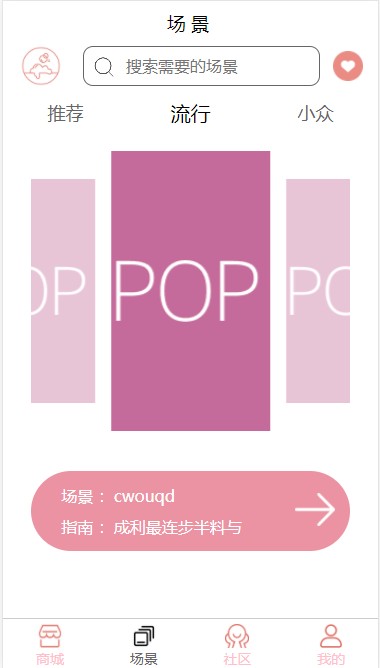 场景
搜索需要的场景
推荐 流行 小众
OP POP PO
场景： cwouqd
指南： 成利最连步半料与
商城 场景 社区 我的